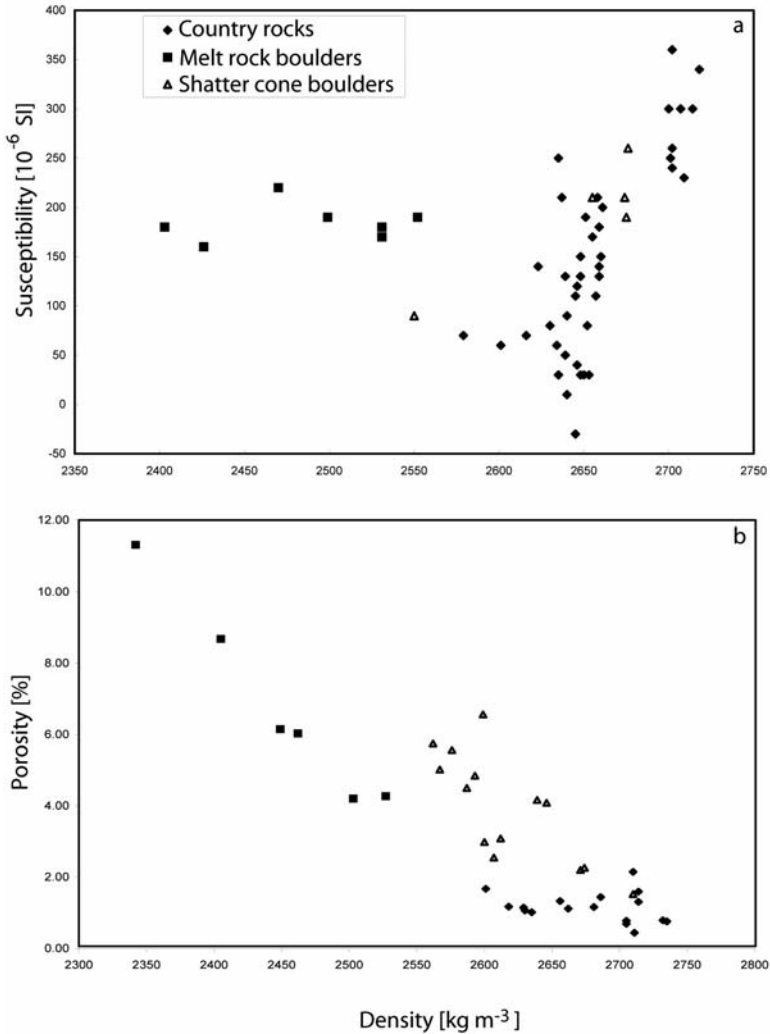 a
Country rocks
Melt rock boulders
Shatter cone boulders
Susceptibility [10⁻⁶ SI]
400
350
300
250
200
150
100
50
0
-50
2350 2400 2450 2500 2550 2600 2650 2700 2750
b
Porosity [%]
12.00
10.00
8.00
6.00
4.00
2.00
0.00
2300 2350 2400 2450 2500 2550 2600 2650 2700 2750 2800
Density [kg m⁻³]